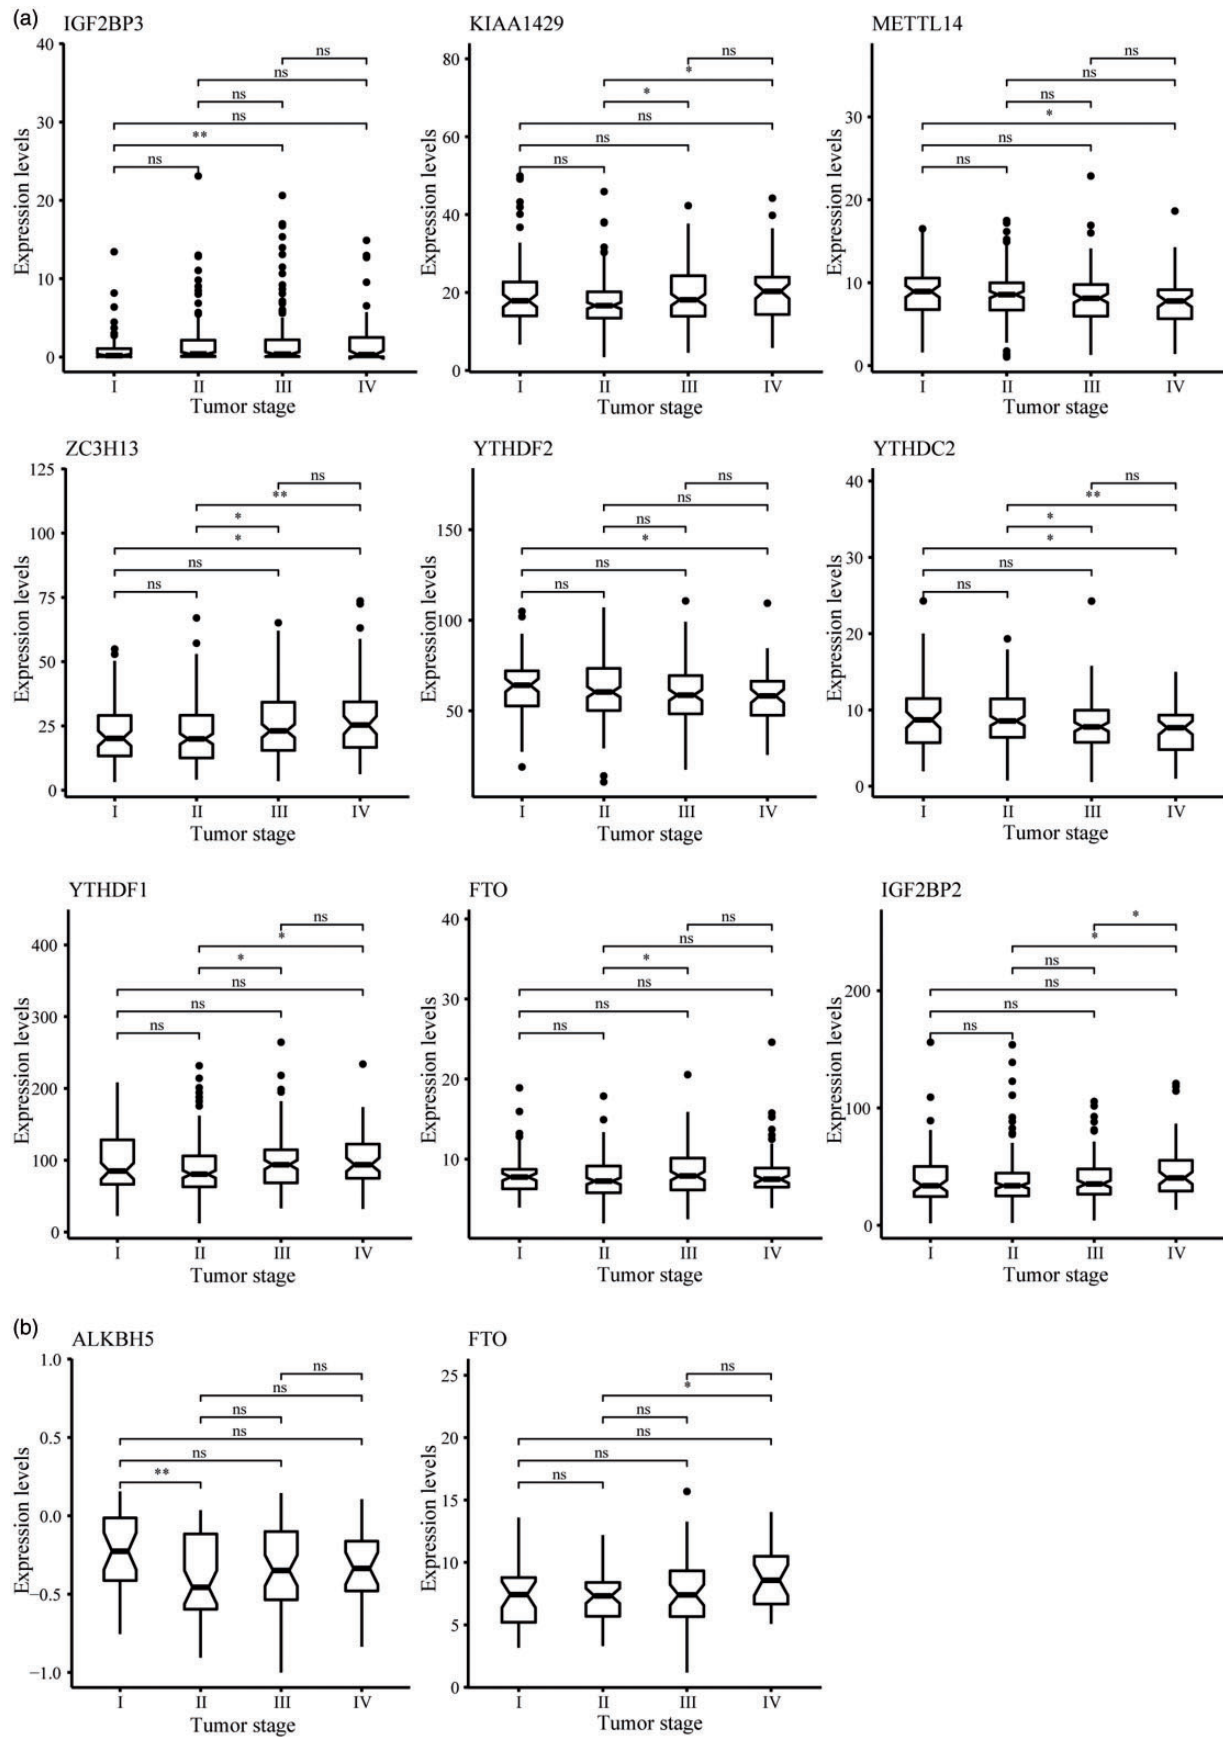 (a)
IGF2BP3
KIAA1429
METTL14
Expression levels
40
30
20
10
0
ns
ns
ns
ns
**
ns
I II III IV
Tumor stage
Expression levels
80
60
40
20
0
ns
*
*
ns
ns
ns
I II III IV
Tumor stage
Expression levels
30
20
10
0
ns
ns
ns
*
ns
ns
I II III IV
Tumor stage
ZC3H13
YTHDF2
YTHDC2
Expression levels
125
100
75
50
25
0
ns
**
*
*
ns
ns
I II III IV
Tumor stage
Expression levels
150
100
50
ns
ns
ns
*
ns
ns
I II III IV
Tumor stage
Expression levels
40
30
20
10
0
ns
**
*
*
ns
ns
I II III IV
Tumor stage
YTHDF1
FTO
IGF2BP2
Expression levels
400
300
200
100
0
ns
*
*
ns
ns
ns
I II III IV
Tumor stage
Expression levels
40
30
20
10
ns
ns
*
ns
ns
ns
I II III IV
Tumor stage
Expression levels
200
100
0
*
*
ns
ns
ns
ns
I II III IV
Tumor stage
(b)
ALKBH5
FTO
Expression levels
1.0
0.5
0.0
−0.5
−1.0
ns
ns
ns
ns
ns
**
I II III IV
Tumor stage
Expression levels
25
20
15
10
5
0
ns
*
ns
ns
ns
ns
I II III IV
Tumor stage